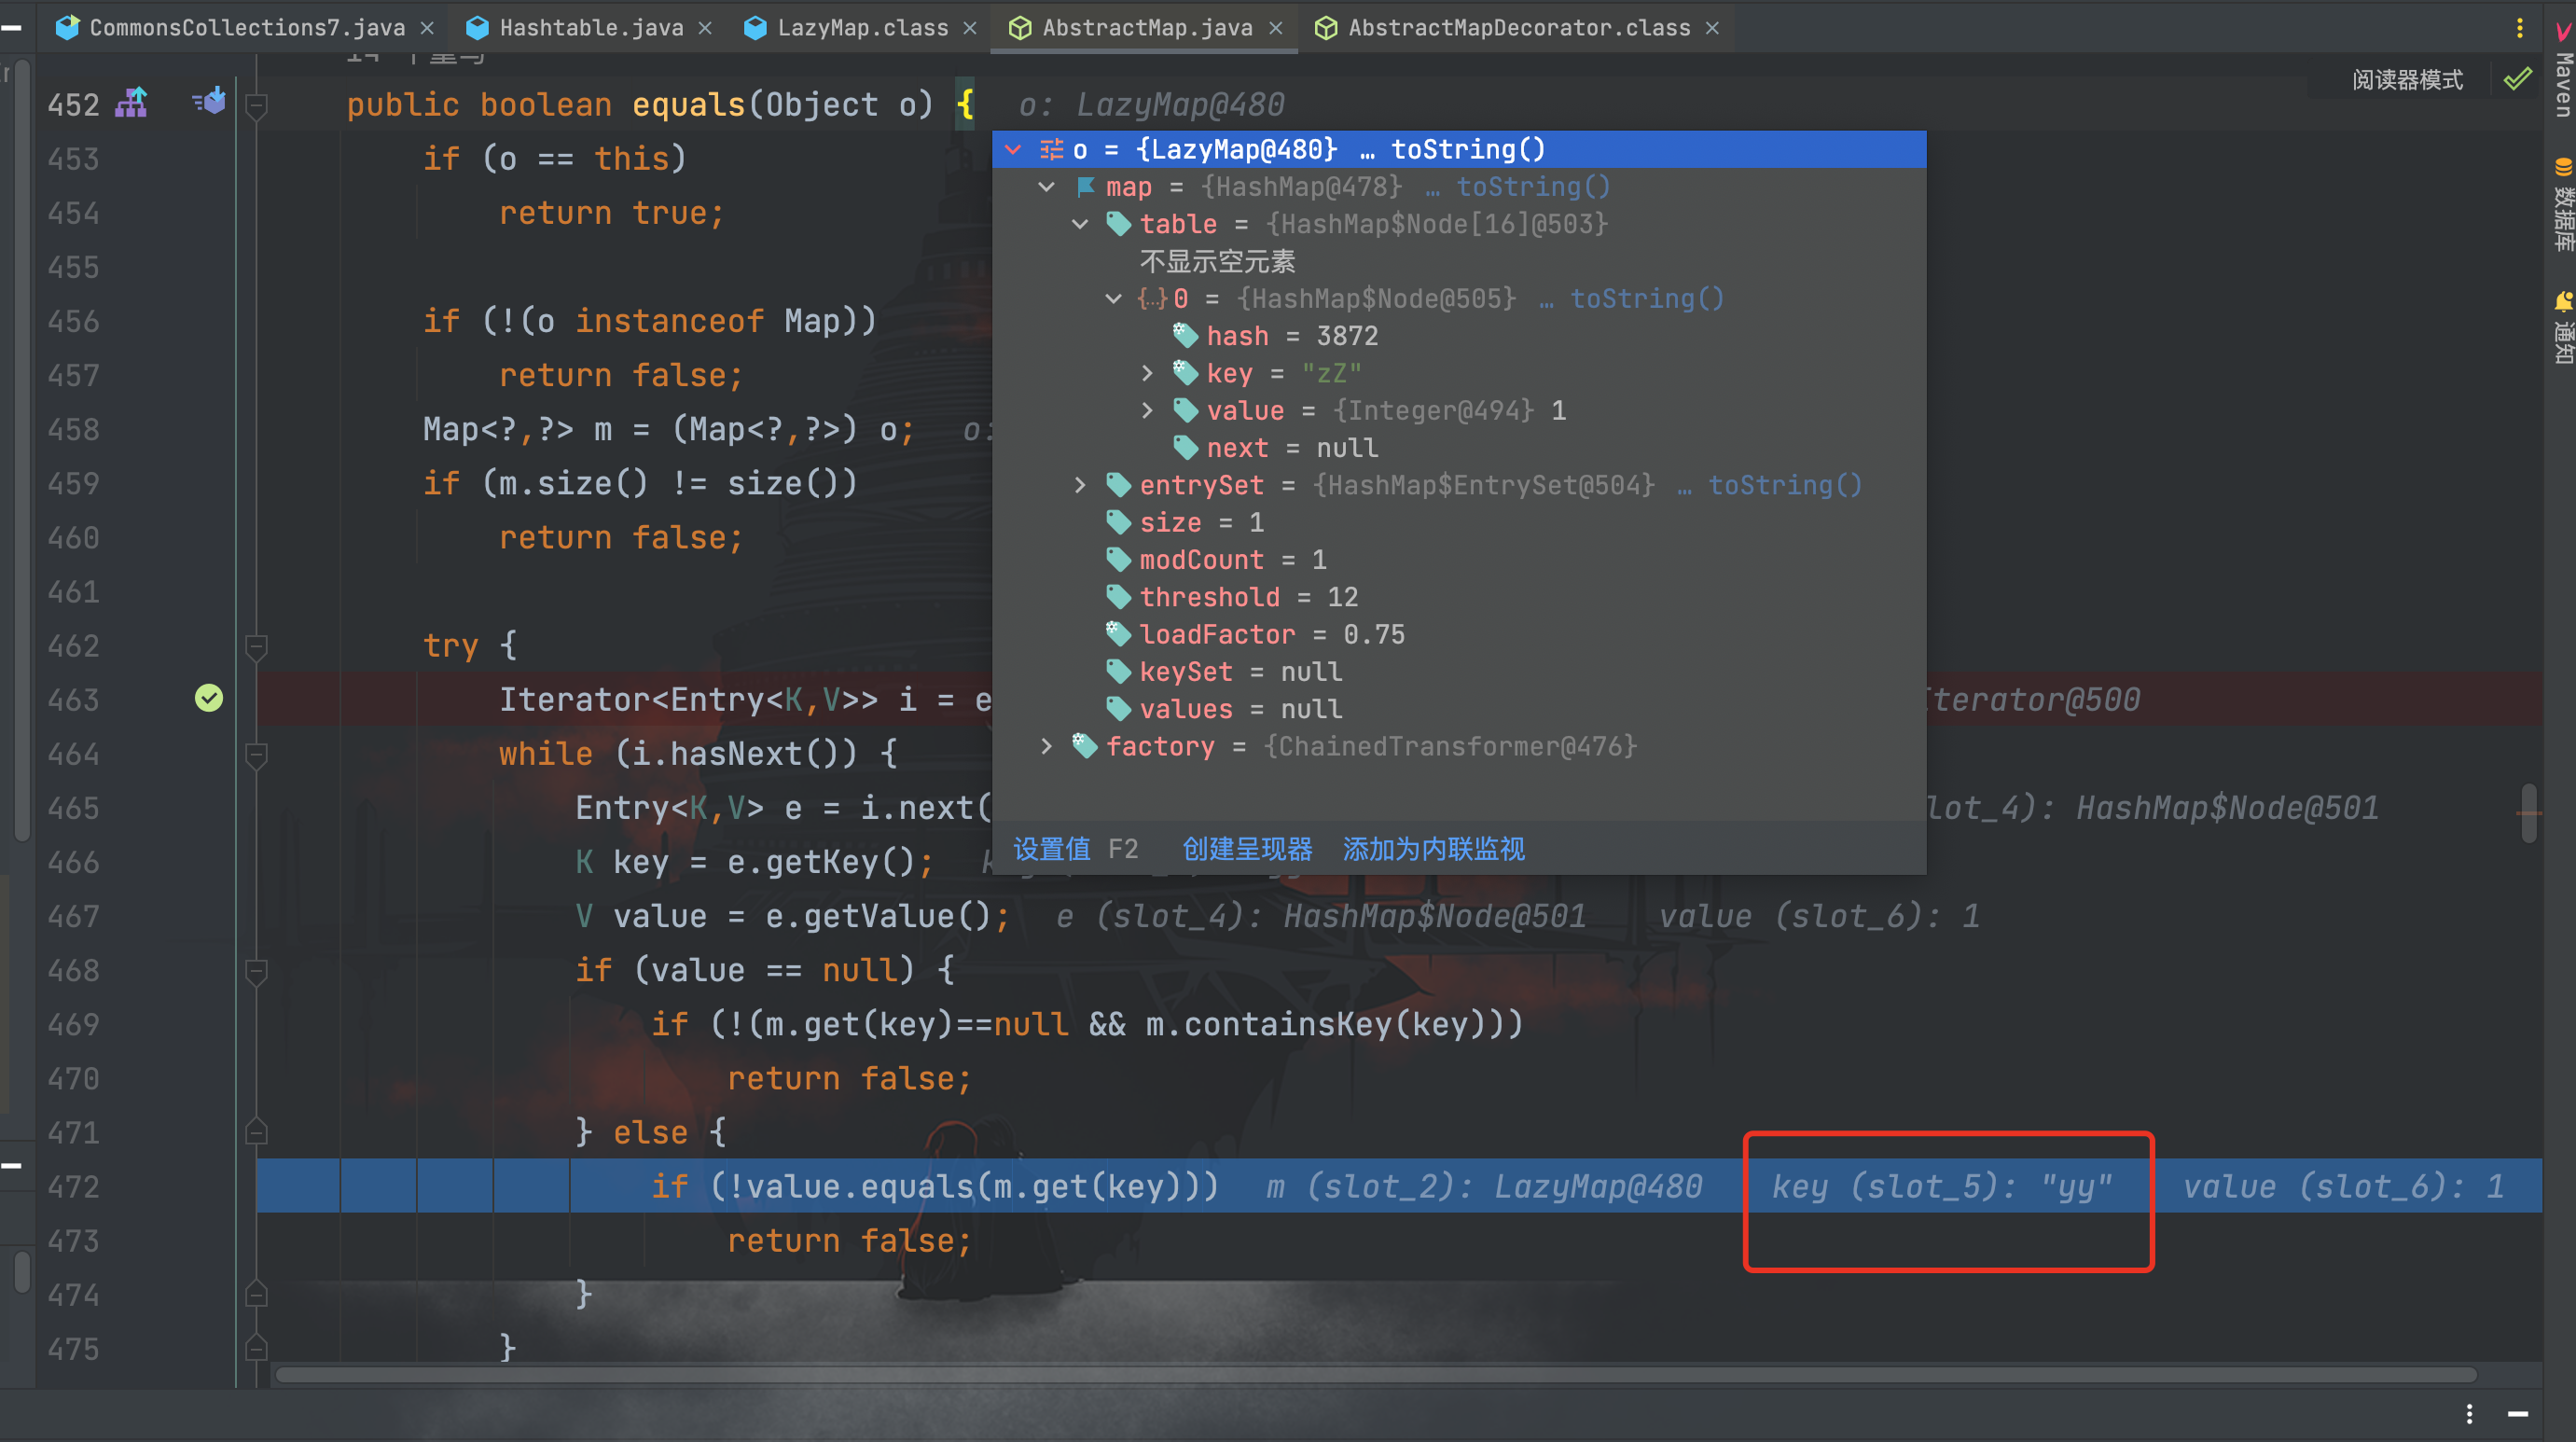 CommonsCollections7.java
Hashtable.java
LazyMap.class
AbstractMap.java
AbstractMapDecorator.class
Maven
数据库
通知
阅读器模式
452 public boolean equals(Object o) { o: LazyMap@480
453 if (o == this)
454 return true;
455
456 if (!(o instanceof Map))
457 return false;
458 Map<?,?> m = (Map<?,?>) o; o:
459 if (m.size() != size())
460 return false;
461
462 try {
463 Iterator<Entry<K,V>> i = e
terator@500
464 while (i.hasNext()) {
465 Entry<K,V> e = i.next(
lot_4): HashMap$Node@501
466 K key = e.getKey();
467 V value = e.getValue(); e (slot_4): HashMap$Node@501 value (slot_6): 1
468 if (value == null) {
469 if (!(m.get(key)==null && m.containsKey(key)))
470 return false;
471 } else {
472 if (!value.equals(m.get(key))) m (slot_2): LazyMap@480 key (slot_5): "yy" value (slot_6): 1
473 return false;
474 }
475 }
o = {LazyMap@480} … toString()
map = {HashMap@478} … toString()
table = {HashMap$Node[16]@503}
不显示空元素
{...} 0 = {HashMap$Node@505} … toString()
hash = 3872
key = "zZ"
value = {Integer@494} 1
next = null
entrySet = {HashMap$EntrySet@504} … toString()
size = 1
modCount = 1
threshold = 12
loadFactor = 0.75
keySet = null
values = null
factory = {ChainedTransformer@476}
设置值 F2 创建呈现器 添加为内联监视